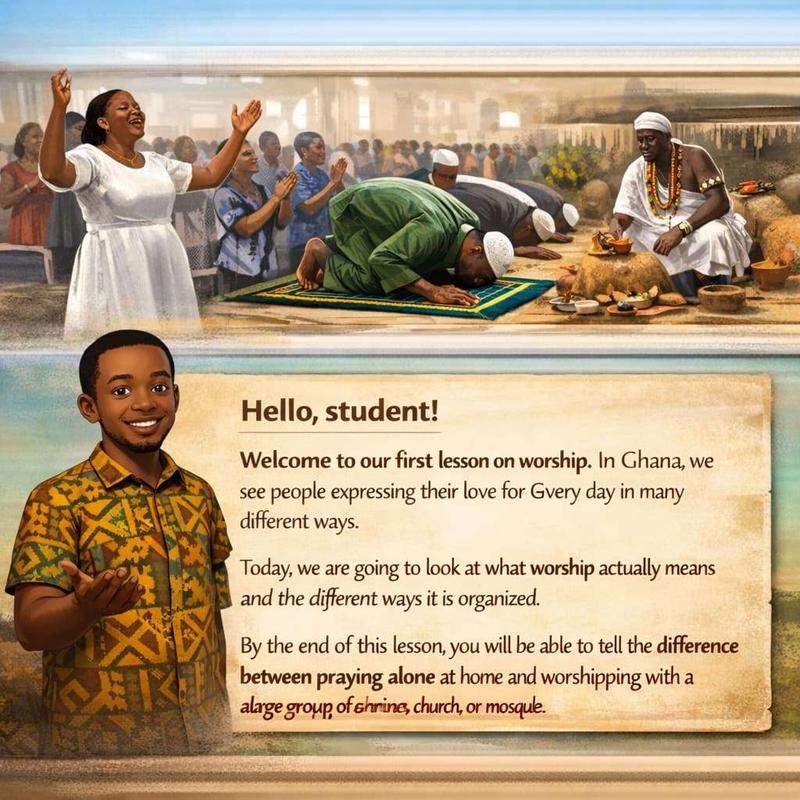 Hello, student!
Welcome to our first lesson on worship. In Ghana, we
see people expressing their love for Gvery day in many
different ways.
Today, we are going to look at what worship actually means
and the different ways it is organized.
By the end of this lesson, you will be able to tell the difference
between praying alone at home and worshipping with a
alarge group of shrine, church, or mosqule.